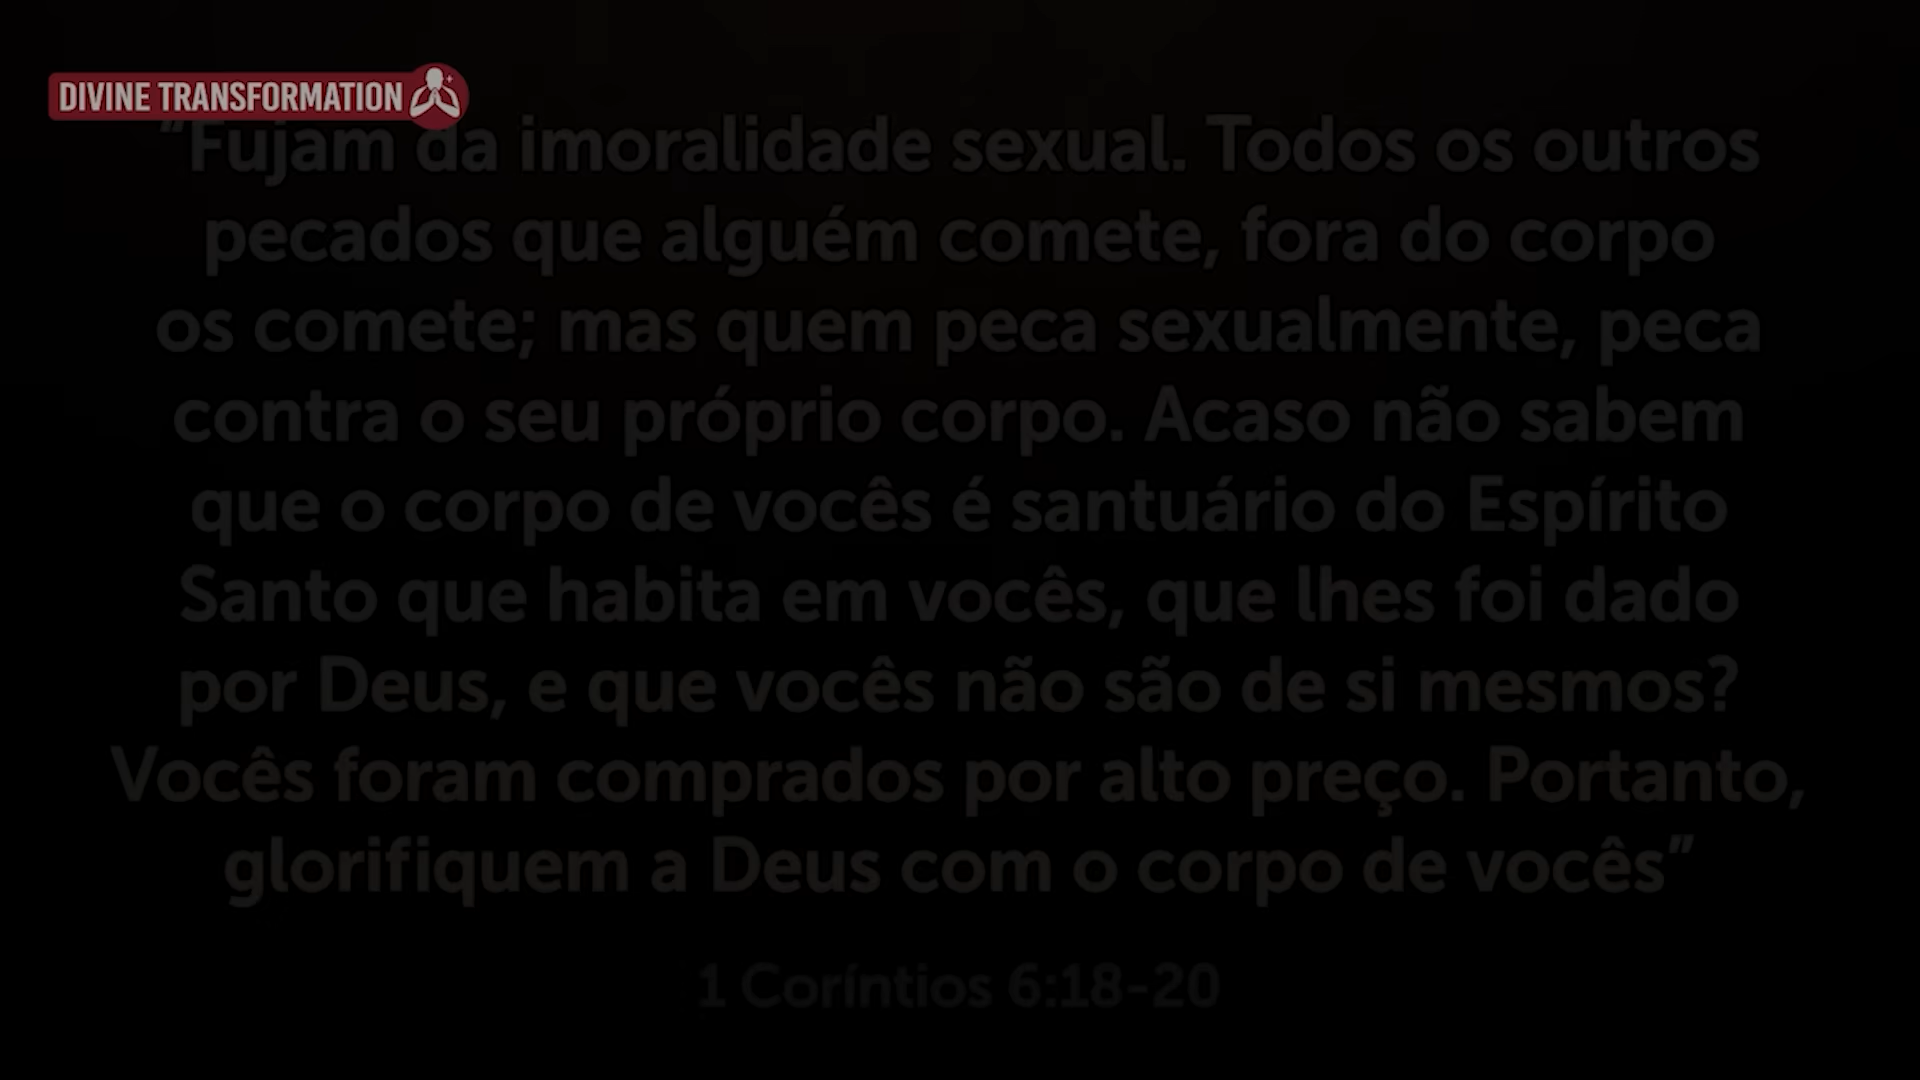 DIVINE TRANSFORMATION
“Fujam da imoralidade sexual. Todos os outros
pecados que alguém comete, fora do corpo
os comete; mas quem peca sexualmente, peca
contra o seu próprio corpo. Acaso não sabem
que o corpo de vocês é santuário do Espírito
Santo que habita em vocês, que lhes foi dado
por Deus, e que vocês não são de si mesmos?
Vocês foram comprados por alto preço. Portanto,
glorifiquem a Deus com o corpo de vocês”
1 Coríntios 6:18-20